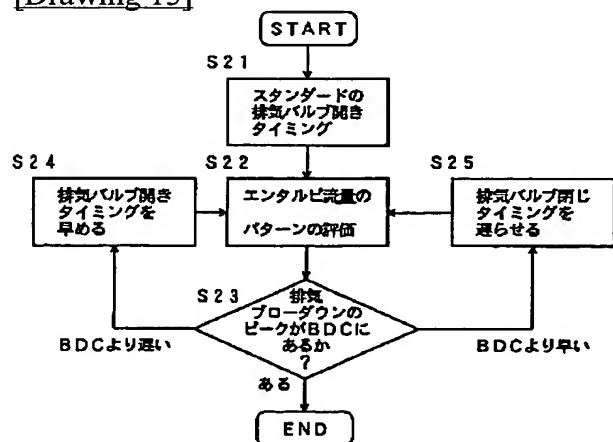 [Drawing 15]
START
S21
スタンダードの
排気バルブ開き
タイミング
S24
S22
S25
排気バルブ開き
タイミングを
早める
エンタルピ流量の
パターンの評価
排気バルブ閉じ
タイミングを
遅らせる
S23
排気
ブローダウンの
ピークがBDCに
あるか
?
BDCより遅い
BDCより早い
ある
END